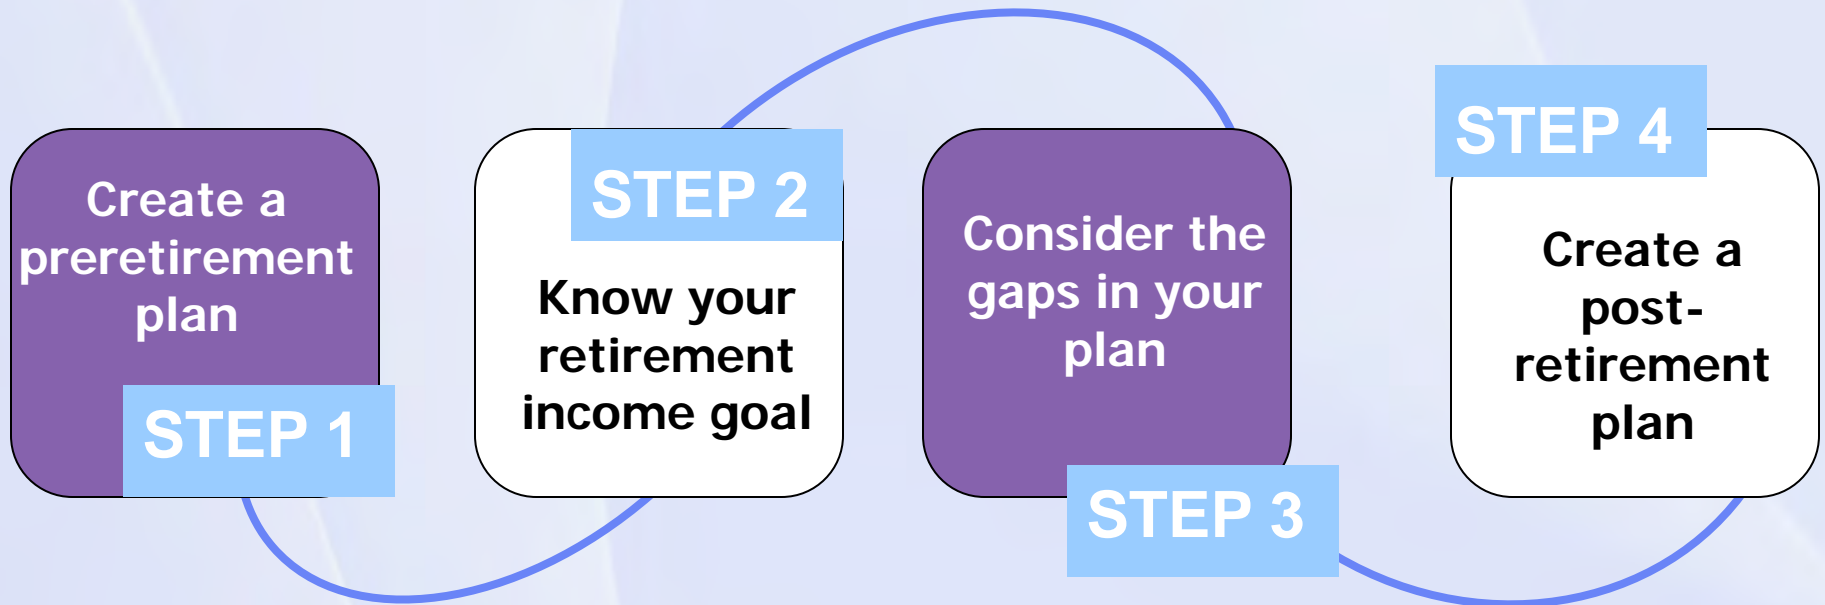 Create a
preretirement
plan
STEP 1
STEP 2
Know your
retirement
income goal
Consider the
gaps in your
plan
STEP 3
STEP 4
Create a
post-
retirement
plan